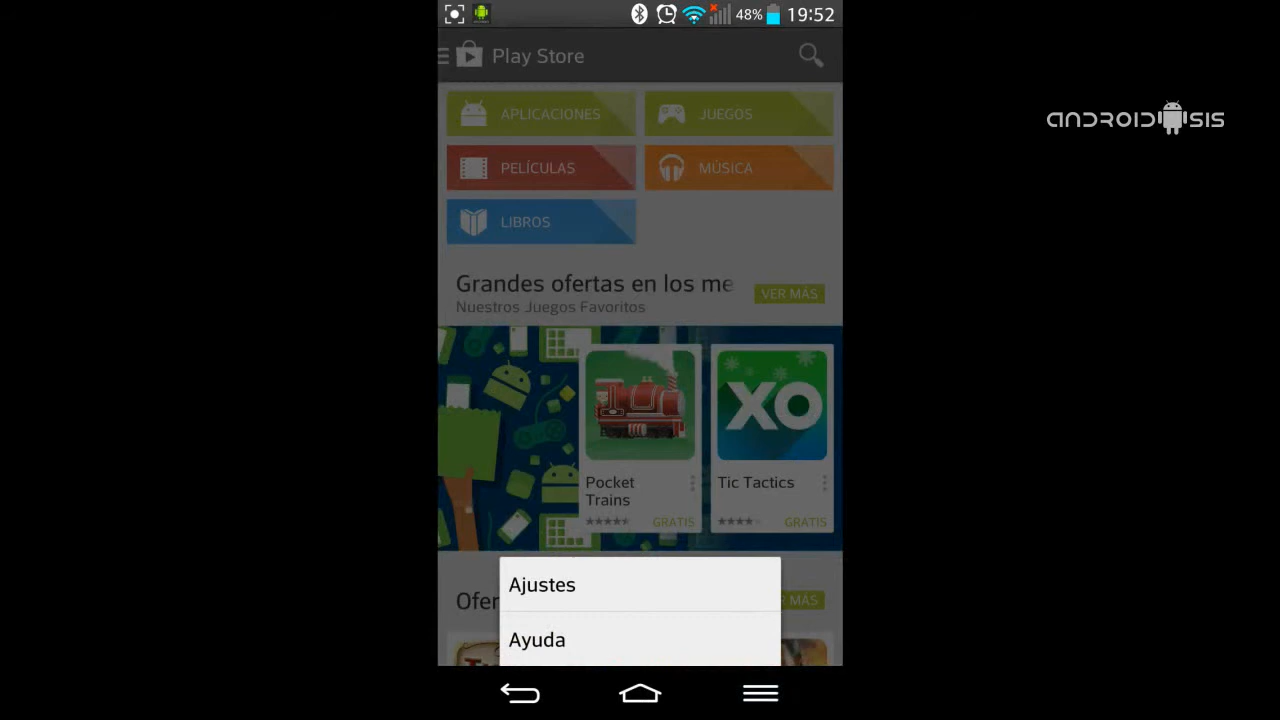 48% 19:52
Play Store
APLICACIONES
JUEGOS
PELÍCULAS
MÚSICA
LIBROS
Grandes ofertas en los me
VER MÁS
Nuestros Juegos Favoritos
XO
Pocket
Trains
GRATIS
Tic Tactics
GRATIS
Ofer
MÁS
Ajustes
Ayuda
ANDROIDSIS